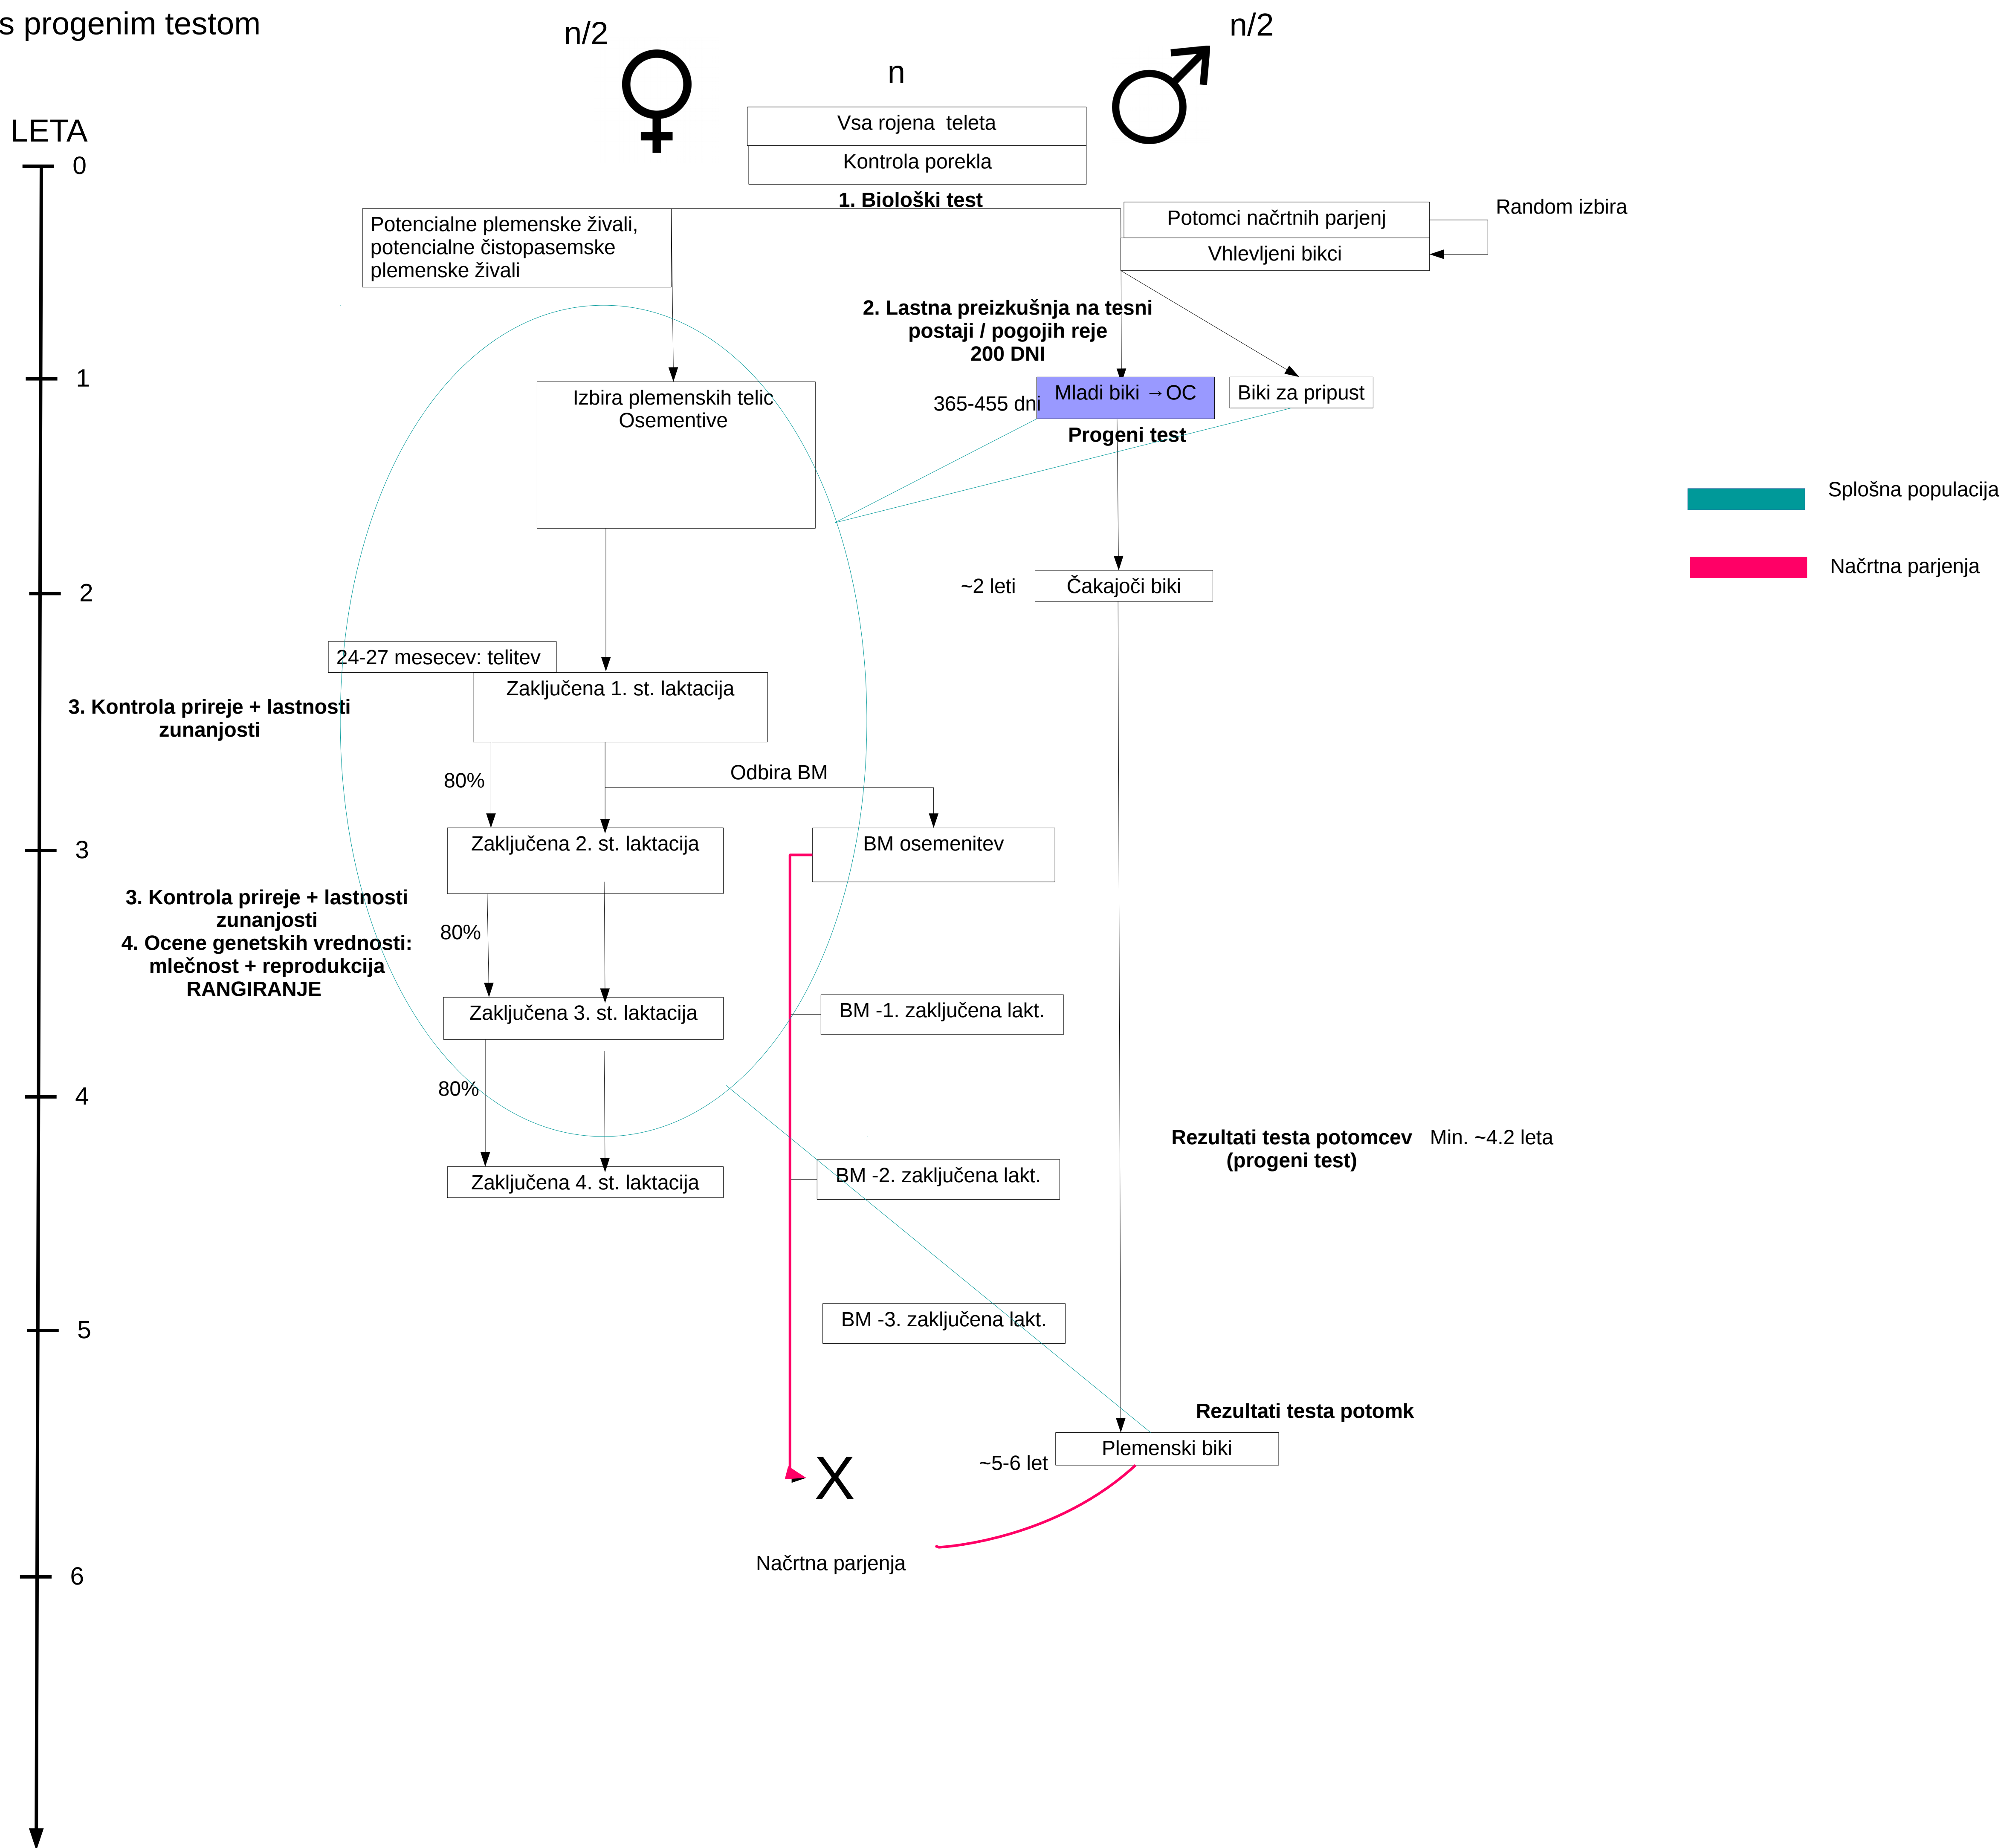 s progenim testom
n/2
n/2
n
LETA
Vsa rojena  teleta
0
Kontrola porekla
1. Biološki test
Random izbira
Potencialne plemenske živali,
potencialne čistopasemske
plemenske živali
Potomci načrtnih parjenj
Vhlevljeni bikci
2. Lastna preizkušnja na tesni
postaji / pogojih reje
200 DNI
1
Izbira plemenskih telic
Osementive
365-455 dni
Mladi biki →OC
Biki za pripust
Progeni test
Splošna populacija
Načrtna parjenja
2
~2 leti
Čakajoči biki
24-27 mesecev: telitev
Zaključena 1. st. laktacija
3. Kontrola prireje + lastnosti
zunanjosti
80%
Odbira BM
3
Zaključena 2. st. laktacija
BM osemenitev
3. Kontrola prireje + lastnosti
zunanjosti
4. Ocene genetskih vrednosti:
mlečnost + reprodukcija
RANGIRANJE
80%
Zaključena 3. st. laktacija
BM -1. zaključena lakt.
4
80%
Rezultati testa potomcev
(progeni test)
Min. ~4.2 leta
Zaključena 4. st. laktacija
BM -2. zaključena lakt.
5
BM -3. zaključena lakt.
Rezultati testa potomk
Plemenski biki
~5-6 let
X
Načrtna parjenja
6